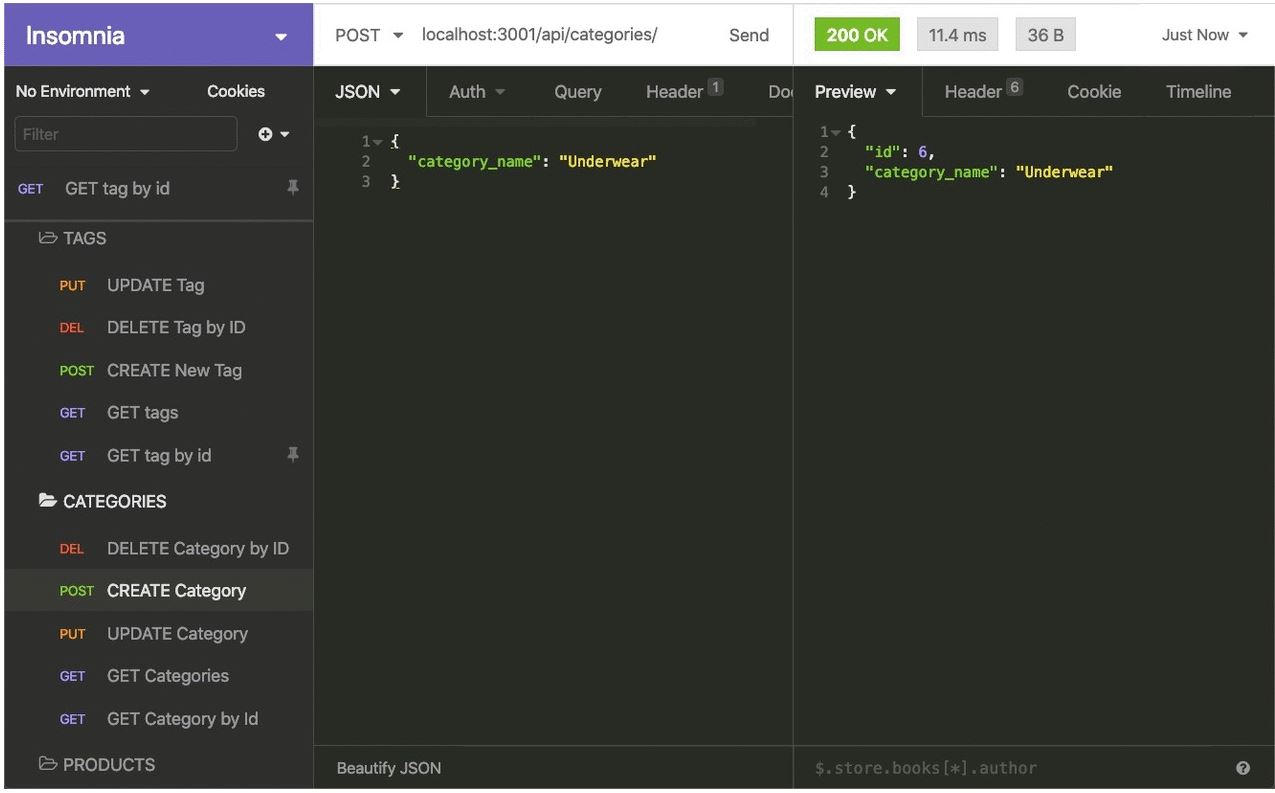 Insomnia
POST localhost:3001/api/categories/ Send
200 OK 11.4 ms 36 B Just Now
No Environment Cookies
JSON Auth Query Header 1 Doc
Preview Header 6 Cookie Timeline
Filter
GET GET tag by id
TAGS
PUT UPDATE Tag
DEL DELETE Tag by ID
POST CREATE New Tag
GET GET tags
GET GET tag by id
CATEGORIES
DEL DELETE Category by ID
POST CREATE Category
PUT UPDATE Category
GET GET Categories
GET GET Category by Id
PRODUCTS
1 {
2 "category_name": "Underwear"
3 }
Beautify JSON
1 {
2 "id": 6,
3 "category_name": "Underwear"
4 }
$.store.books[*].author
?